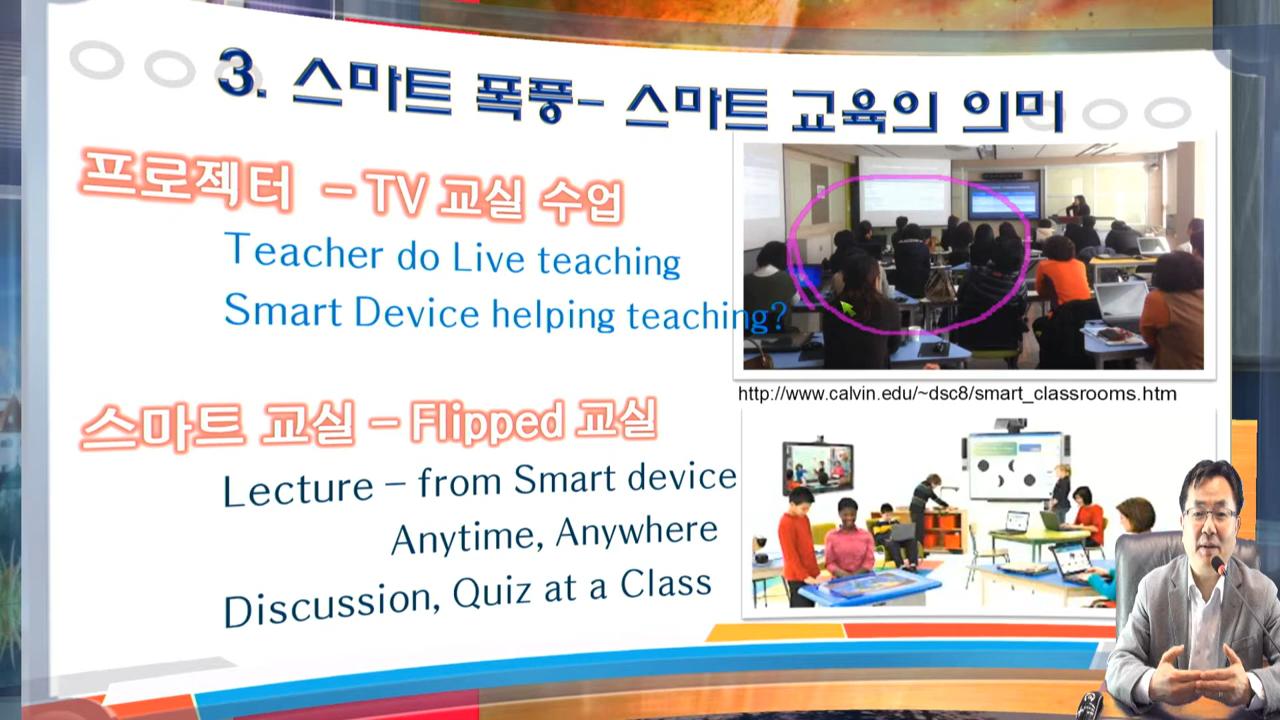 3. 스마트 폭풍- 스마트 교육의 의미
프로젝터 – TV 교실 수업
Teacher do Live teaching
Smart Device helping teaching?
http://www.calvin.edu/~dsc8/smart_classrooms.htm
스마트 교실 – Flipped 교실
Lecture – from Smart device
Anytime, Anywhere
Discussion, Quiz at a Class